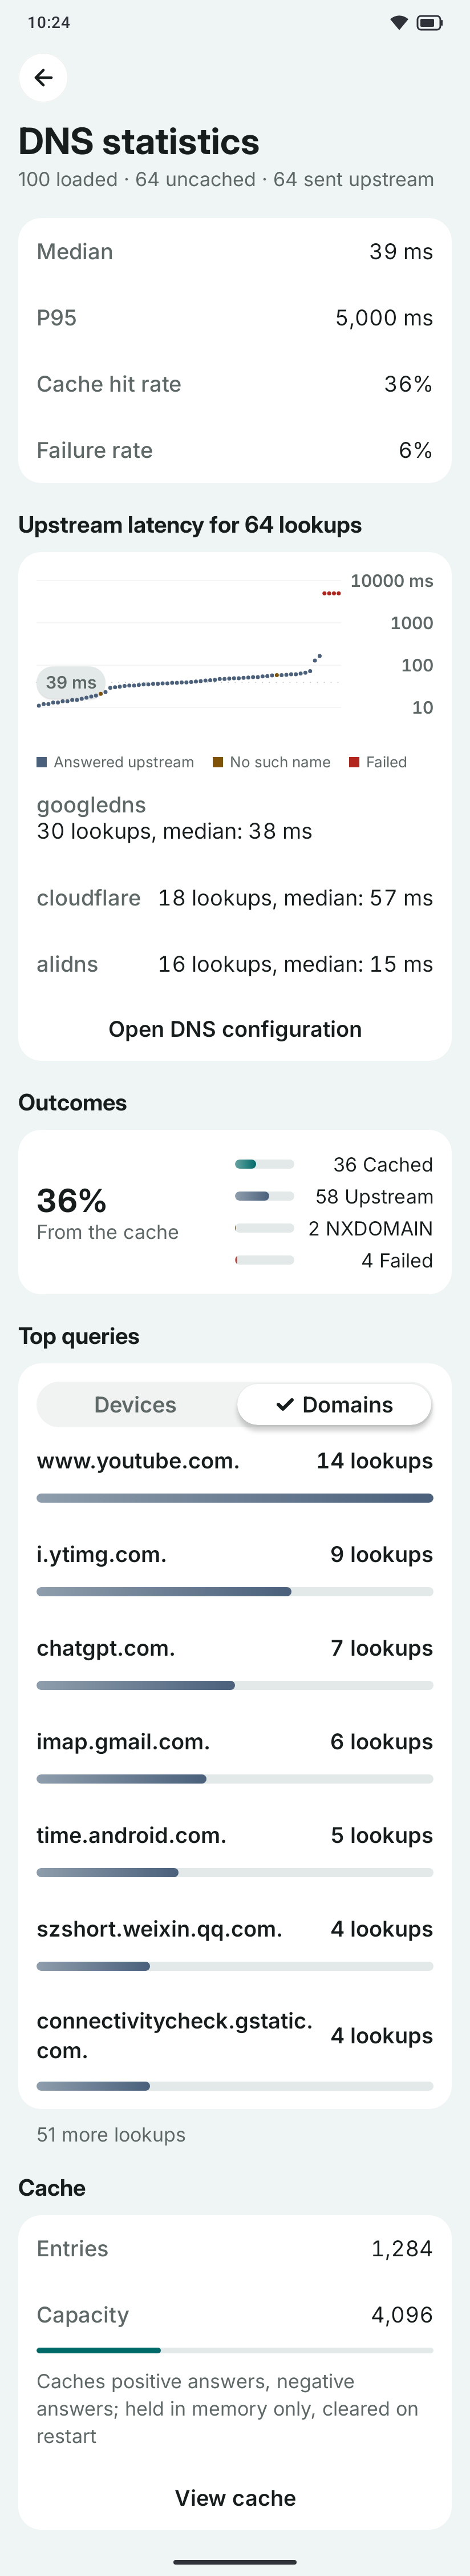 10:24
DNS statistics
100 loaded · 64 uncached · 64 sent upstream
Median 39 ms
P95 5,000 ms
Cache hit rate 36%
Failure rate 6%
Upstream latency for 64 lookups
10000 ms
1000
100
39 ms
10
Answered upstream No such name Failed
googledns
30 lookups, median: 38 ms
cloudflare 18 lookups, median: 57 ms
alidns 16 lookups, median: 15 ms
Open DNS configuration
Outcomes
36%
From the cache
36 Cached
58 Upstream
2 NXDOMAIN
4 Failed
Top queries
Devices Domains
www.youtube.com. 14 lookups
i.ytimg.com. 9 lookups
chatgpt.com. 7 lookups
imap.gmail.com. 6 lookups
time.android.com. 5 lookups
szshort.weixin.qq.com. 4 lookups
connectivitycheck.gstatic.
com. 4 lookups
51 more lookups
Cache
Entries 1,284
Capacity 4,096
Caches positive answers, negative
answers; held in memory only, cleared on
restart
View cache